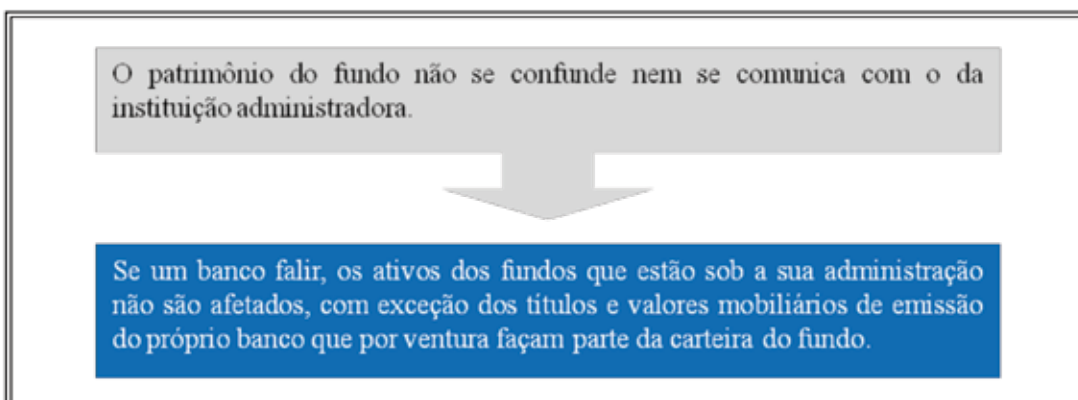 O patrimônio do fundo não se confunde nem se comunica com o da
instituição administradora.
Se um banco falir, os ativos dos fundos que estão sob a sua administração
não são afetados, com exceção dos títulos e valores mobiliários de emissão
do próprio banco que por ventura façam parte da carteira do fundo.